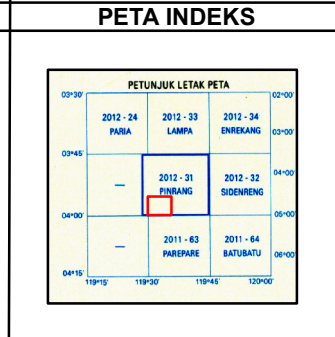 PETA INDEKS
PETUNJUK LETAK PETA
03°30' 02°00'
2012 - 24 2012 - 33 2012 - 34
PARIA LAMPA ENREKANG 03°00'
03°45'
2012 - 31 2012 - 32 04°00'
– PINRANG SIDENRENG
04°00' 05°00'
2011 - 63 2011 - 64
– PAREPARE BATUBATU 06°00'
04°15'
119°15' 119°30' 119°45' 120°00'